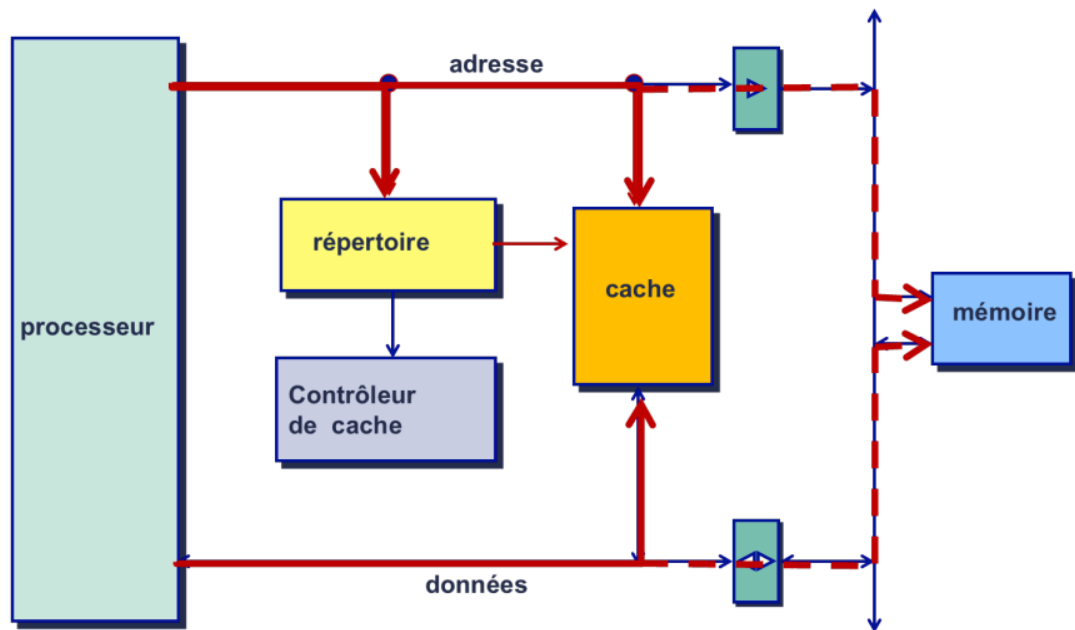 adresse
répertoire
cache
mémoire
processeur
Contrôleur
de cache
données